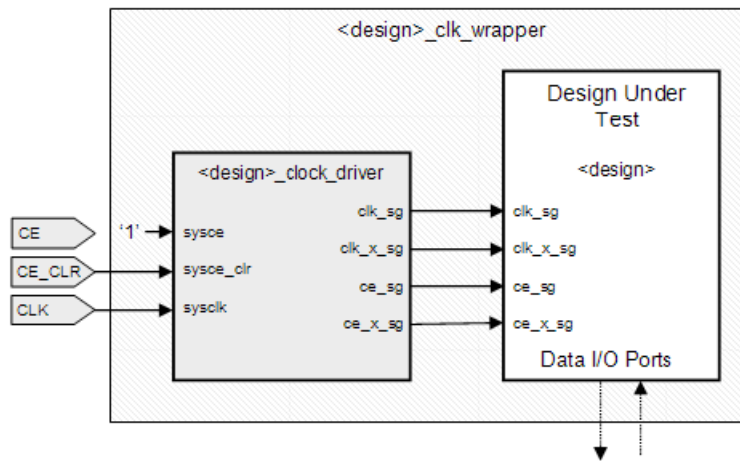 <design>_clk_wrapper
Design Under
Test
<design>
<design>_clock_driver
CE
'1'
sysce
CE_CLR
sysce_clr
CLK
sysclk
clk_sg
clk_x_sg
ce_sg
ce_x_sg
clk_sg
clk_x_sg
ce_sg
ce_x_sg
Data I/O Ports